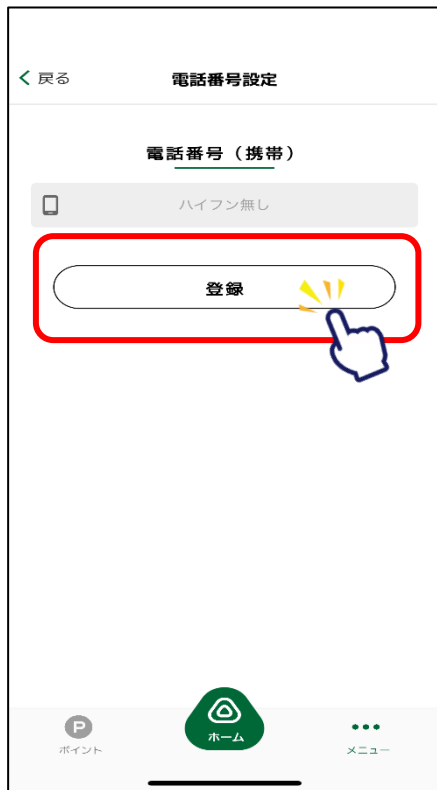 戻る
電話番号設定
電話番号（携帯）
ハイフン無し
登録
P
ポイント
ホーム
メニュー